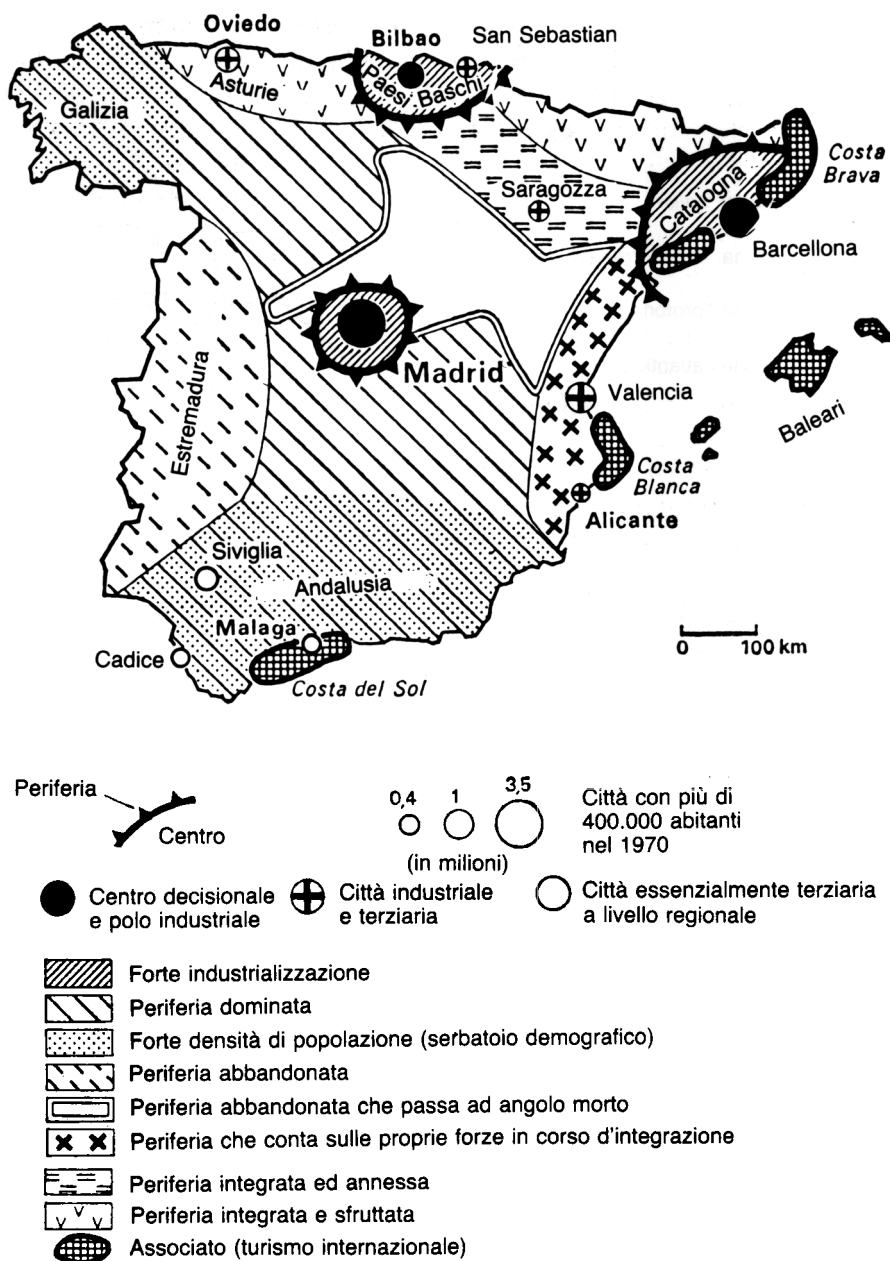 Oviedo
Bilbao
San Sebastian
Asturie
Paesi Baschi
Galizia
Costa
Brava
Saragozza
Catalogna
Barcellona
Madrid
Estremadura
Valencia
Baleari
Costa
Blanca
Alicante
Siviglia
Andalusia
Malaga
Cadice
Costa del Sol
0 100 km
Periferia
Centro
0,4 1 3,5
(in milioni)
Città con più di
400.000 abitanti
nel 1970
Centro decisionale
e polo industriale
Città industriale
e terziaria
Città essenzialmente terziaria
a livello regionale
Forte industrializzazione
Periferia dominata
Forte densità di popolazione (serbatoio demografico)
Periferia abbandonata
Periferia abbandonata che passa ad angolo morto
Periferia che conta sulle proprie forze in corso d'integrazione
Periferia integrata ed annessa
Periferia integrata e sfruttata
Associato (turismo internazionale)